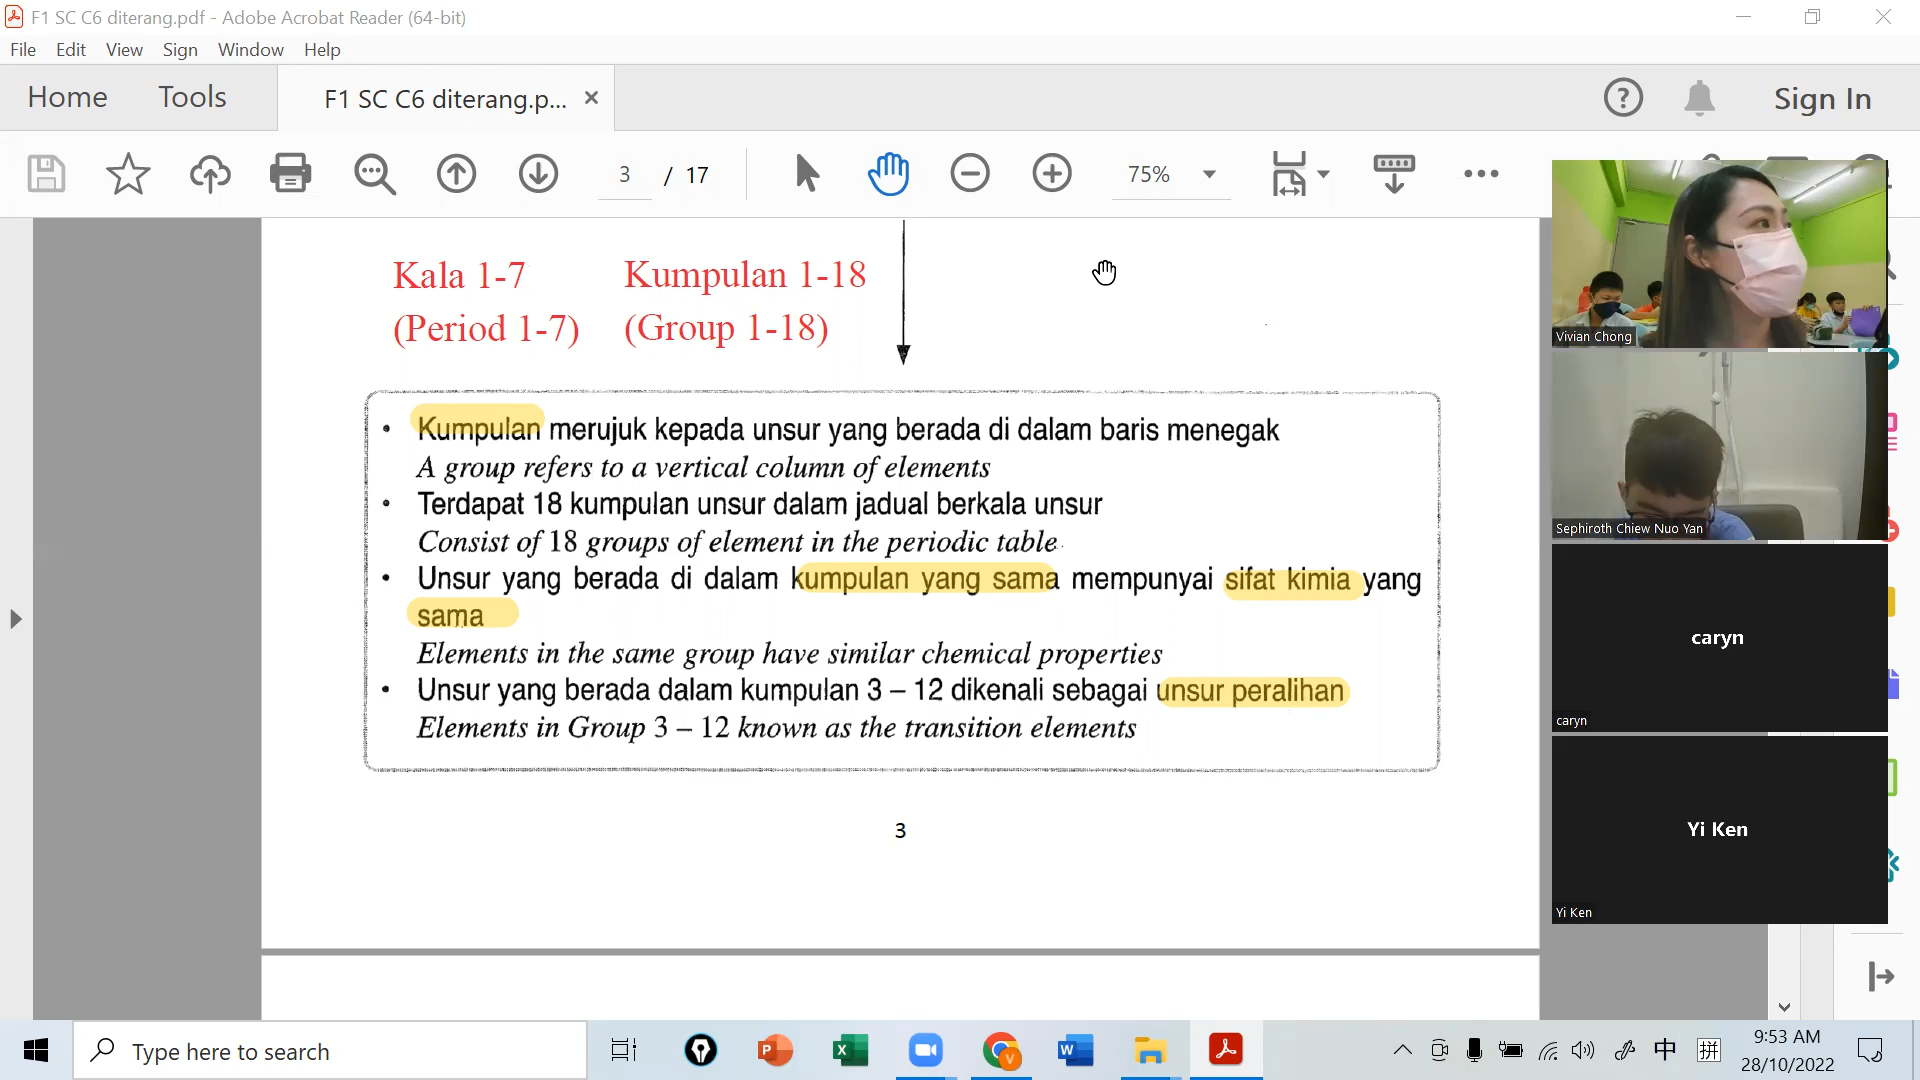 F1 SC C6 diterang.pdf - Adobe Acrobat Reader (64-bit)
File Edit View Sign Window Help
Home Tools F1 SC C6 diterang.p... Sign In
3 / 17 75%
Kala 1-7 Kumpulan 1-18
(Period 1-7) (Group 1-18)
• Kumpulan merujuk kepada unsur yang berada di dalam baris menegak
A group refers to a vertical column of elements
• Terdapat 18 kumpulan unsur dalam jadual berkala unsur
Consist of 18 groups of element in the periodic table
• Unsur yang berada di dalam kumpulan yang sama mempunyai sifat kimia yang
sama
Elements in the same group have similar chemical properties
• Unsur yang berada dalam kumpulan 3 – 12 dikenali sebagai unsur peralihan
Elements in Group 3 – 12 known as the transition elements
3
Vivian Chong
Sephiroth Chiew Nuo Yan
caryn
caryn
Yi Ken
Yi Ken
Type here to search
中 拼
9:53 AM
28/10/2022